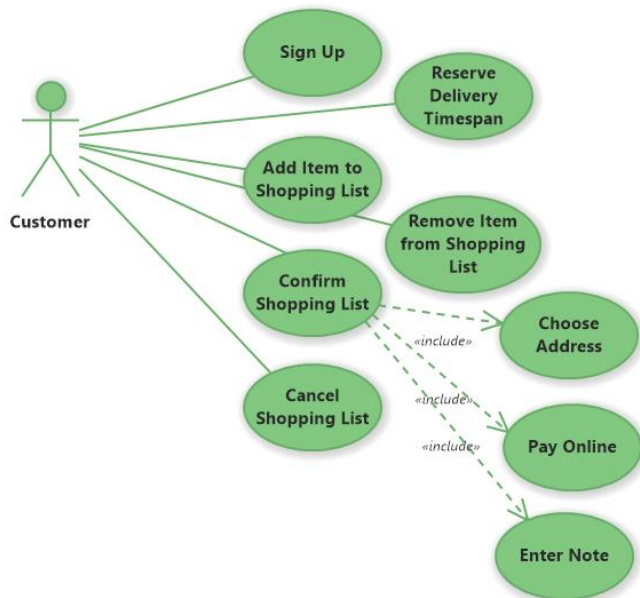 Sign Up
Reserve
Delivery
Timespan
Customer
Add Item to
Shopping List
Remove Item
from Shopping
List
Confirm
Shopping List
«include»
Choose
Address
Cancel
Shopping List
«include»
«include»
Pay Online
Enter Note